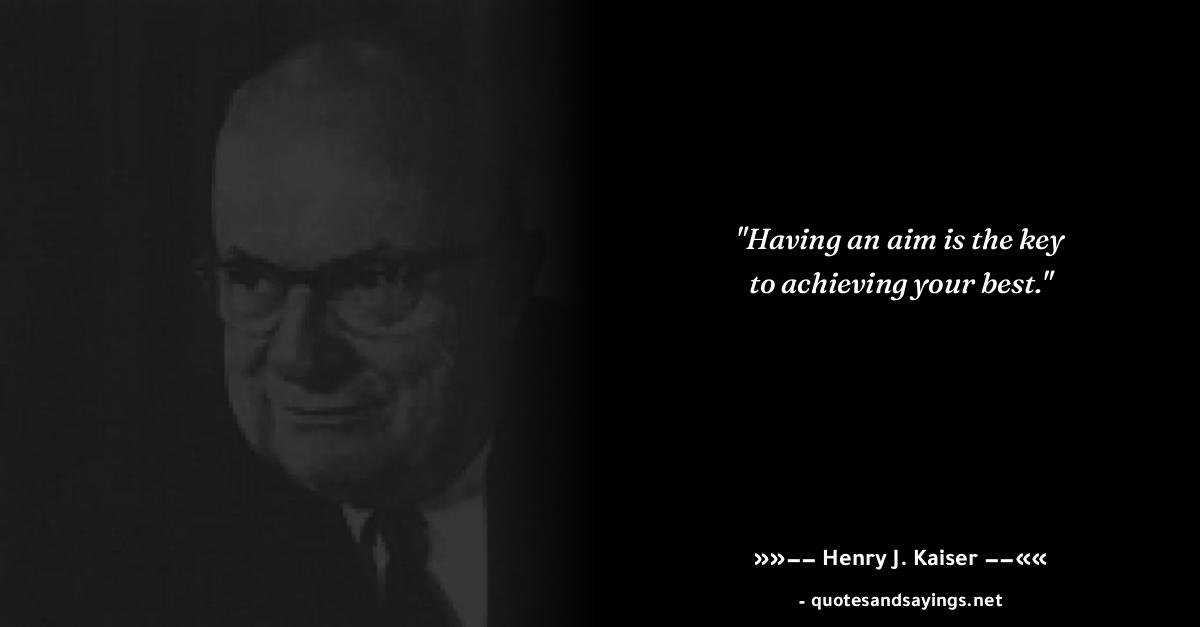 "Having an aim is the key
to achieving your best."
»»−− Henry J. Kaiser −−««
- quotesandsayings.net